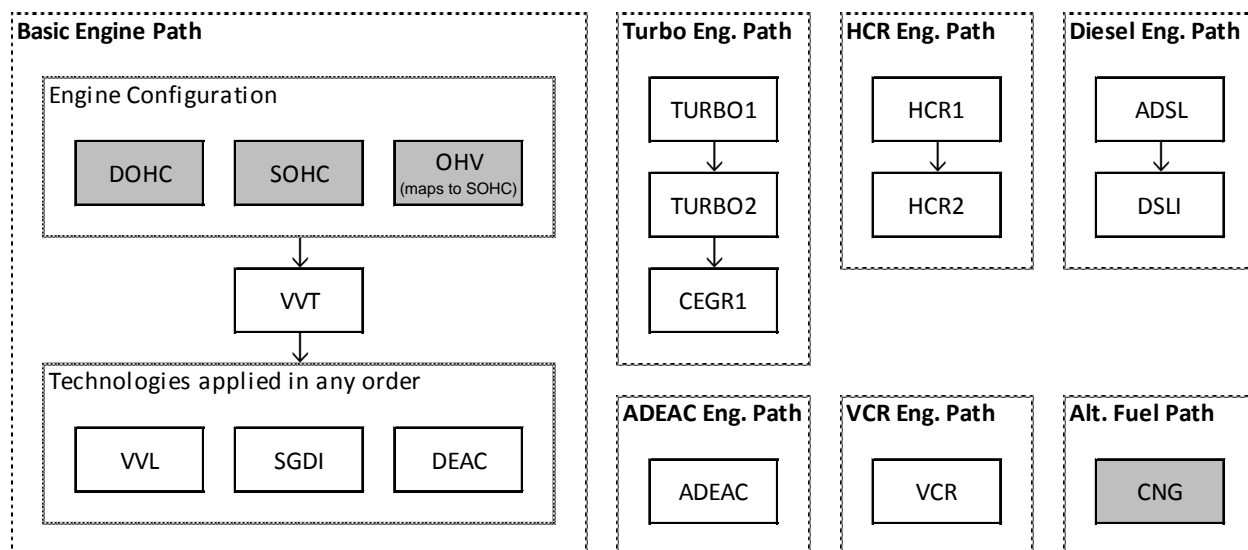 Basic Engine Path
Engine Configuration
DOHC
SOHC
OHV
(maps to SOHC)
VVT
Technologies applied in any order
VVL
SGDI
DEAC
Turbo Eng. Path
TURBO1
TURBO2
CEGR1
HCR Eng. Path
HCR1
HCR2
Diesel Eng. Path
ADSL
DSLI
ADEAC Eng. Path
ADEAC
VCR Eng. Path
VCR
Alt. Fuel Path
CNG